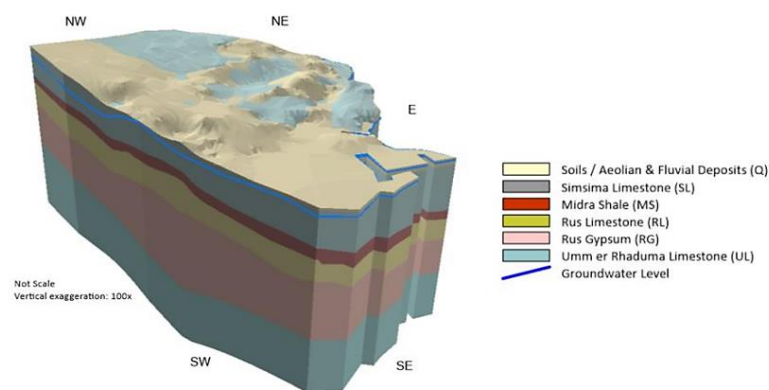 NW
NE
E
Soils / Aeolian & Fluvial Deposits (Q)
Simsima Limestone (SL)
Midra Shale (MS)
Rus Limestone (RL)
Rus Gypsum (RG)
Umm er Rhaduma Limestone (UL)
Groundwater Level
Not Scale
Vertical exaggeration: 100x
SW
SE